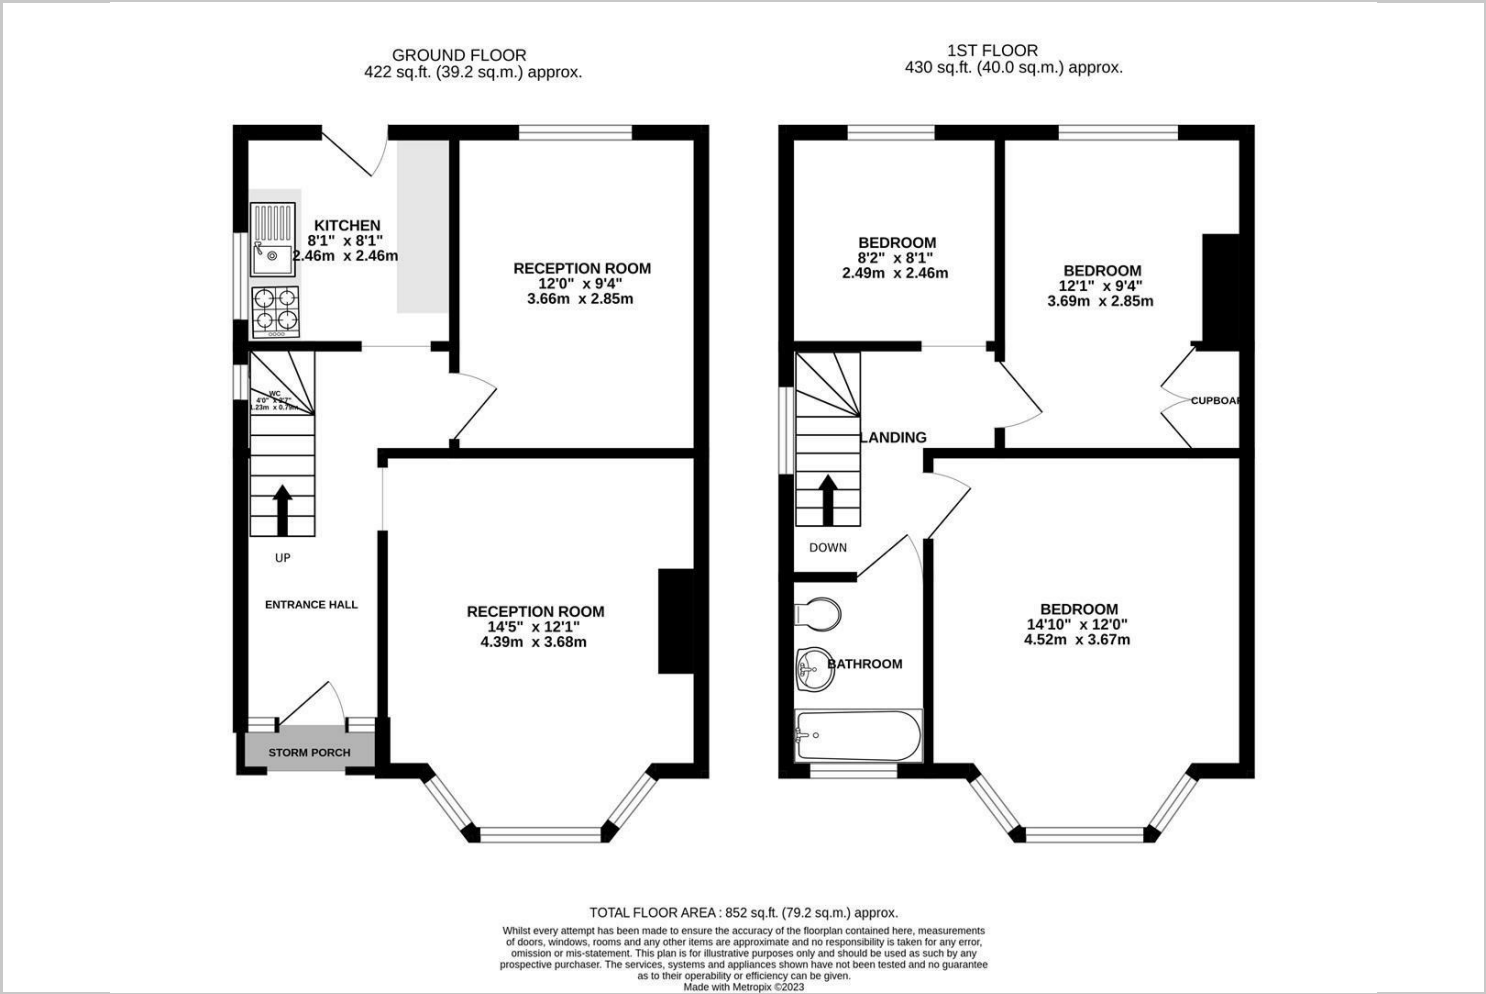 GROUND FLOOR
422 sq.ft. (39.2 sq.m.) approx.
1ST FLOOR
430 sq.ft. (40.0 sq.m.) approx.
KITCHEN
8'1" x 8'1"
2.46m x 2.46m
RECEPTION ROOM
12'0" x 9'4"
3.66m x 2.85m
WC
4'0" x 2'7"
1.23m x 0.79m
UP
ENTRANCE HALL
RECEPTION ROOM
14'5" x 12'1"
4.39m x 3.68m
STORM PORCH
BEDROOM
8'2" x 8'1"
2.49m x 2.46m
BEDROOM
12'1" x 9'4"
3.69m x 2.85m
CUPBOAR
LANDING
DOWN
BATHROOM
BEDROOM
14'10" x 12'0"
4.52m x 3.67m
TOTAL FLOOR AREA : 852 sq.ft. (79.2 sq.m.) approx.
Whilst every attempt has been made to ensure the accuracy of the floorplan contained here, measurements
of doors, windows, rooms and any other items are approximate and no responsibility is taken for any error,
omission or mis-statement. This plan is for illustrative purposes only and should be used as such by any
prospective purchaser. The services, systems and appliances shown have not been tested and no guarantee
as to their operability or efficiency can be given.
Made with Metropix ©2023